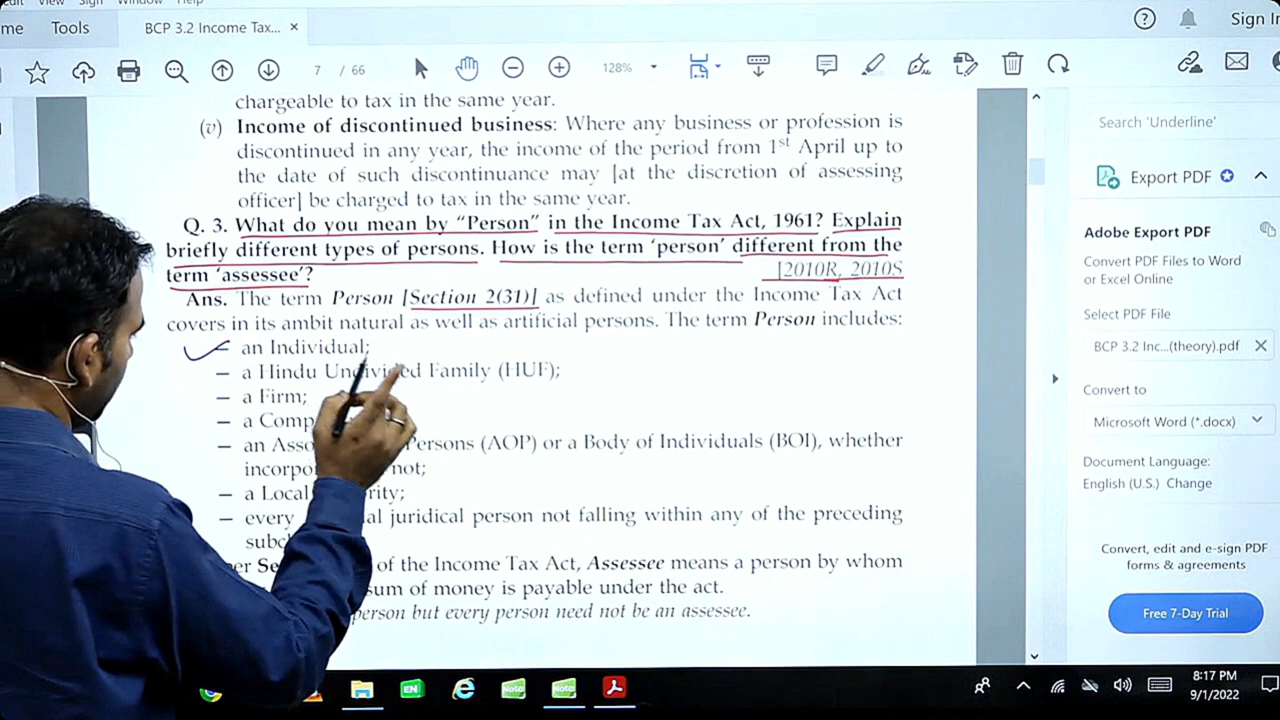 View Sign Window Help
me Tools BCP 3.2 Income Tax... × Sign In
7 / 66 128%
chargeable to tax in the same year.
(v) Income of discontinued business: Where any business or profession is
discontinued in any year, the income of the period from 1st April up to
the date of such discontinuance may [at the discretion of assessing
officer] be charged to tax in the same year.
Q. 3. What do you mean by “Person” in the Income Tax Act, 1961? Explain
briefly different types of persons. How is the term ‘person’ different from the
term ‘assessee’? [2010R, 2010S
Ans. The term Person [Section 2(31)] as defined under the Income Tax Act
covers in its ambit natural as well as artificial persons. The term Person includes:
– an Individual;
– a Hindu Undivided Family (HUF);
– a Firm;
– a Comp
– an Asso Persons (AOP) or a Body of Individuals (BOI), whether
incorpo not;
– a Local rity;
– every al juridical person not falling within any of the preceding
subc
er Se of the Income Tax Act, Assessee means a person by whom
sum of money is payable under the act.
person but every person need not be an assessee.
Search 'Underline'
Export PDF
Adobe Export PDF
Convert PDF Files to Word
or Excel Online
Select PDF File
BCP 3.2 Inc...(theory).pdf ×
Convert to
Microsoft Word (*.docx)
Document Language:
English (U.S.) Change
Convert, edit and e-sign PDF
forms & agreements
Free 7-Day Trial
EN
Note
Note
8:17 PM
9/1/2022